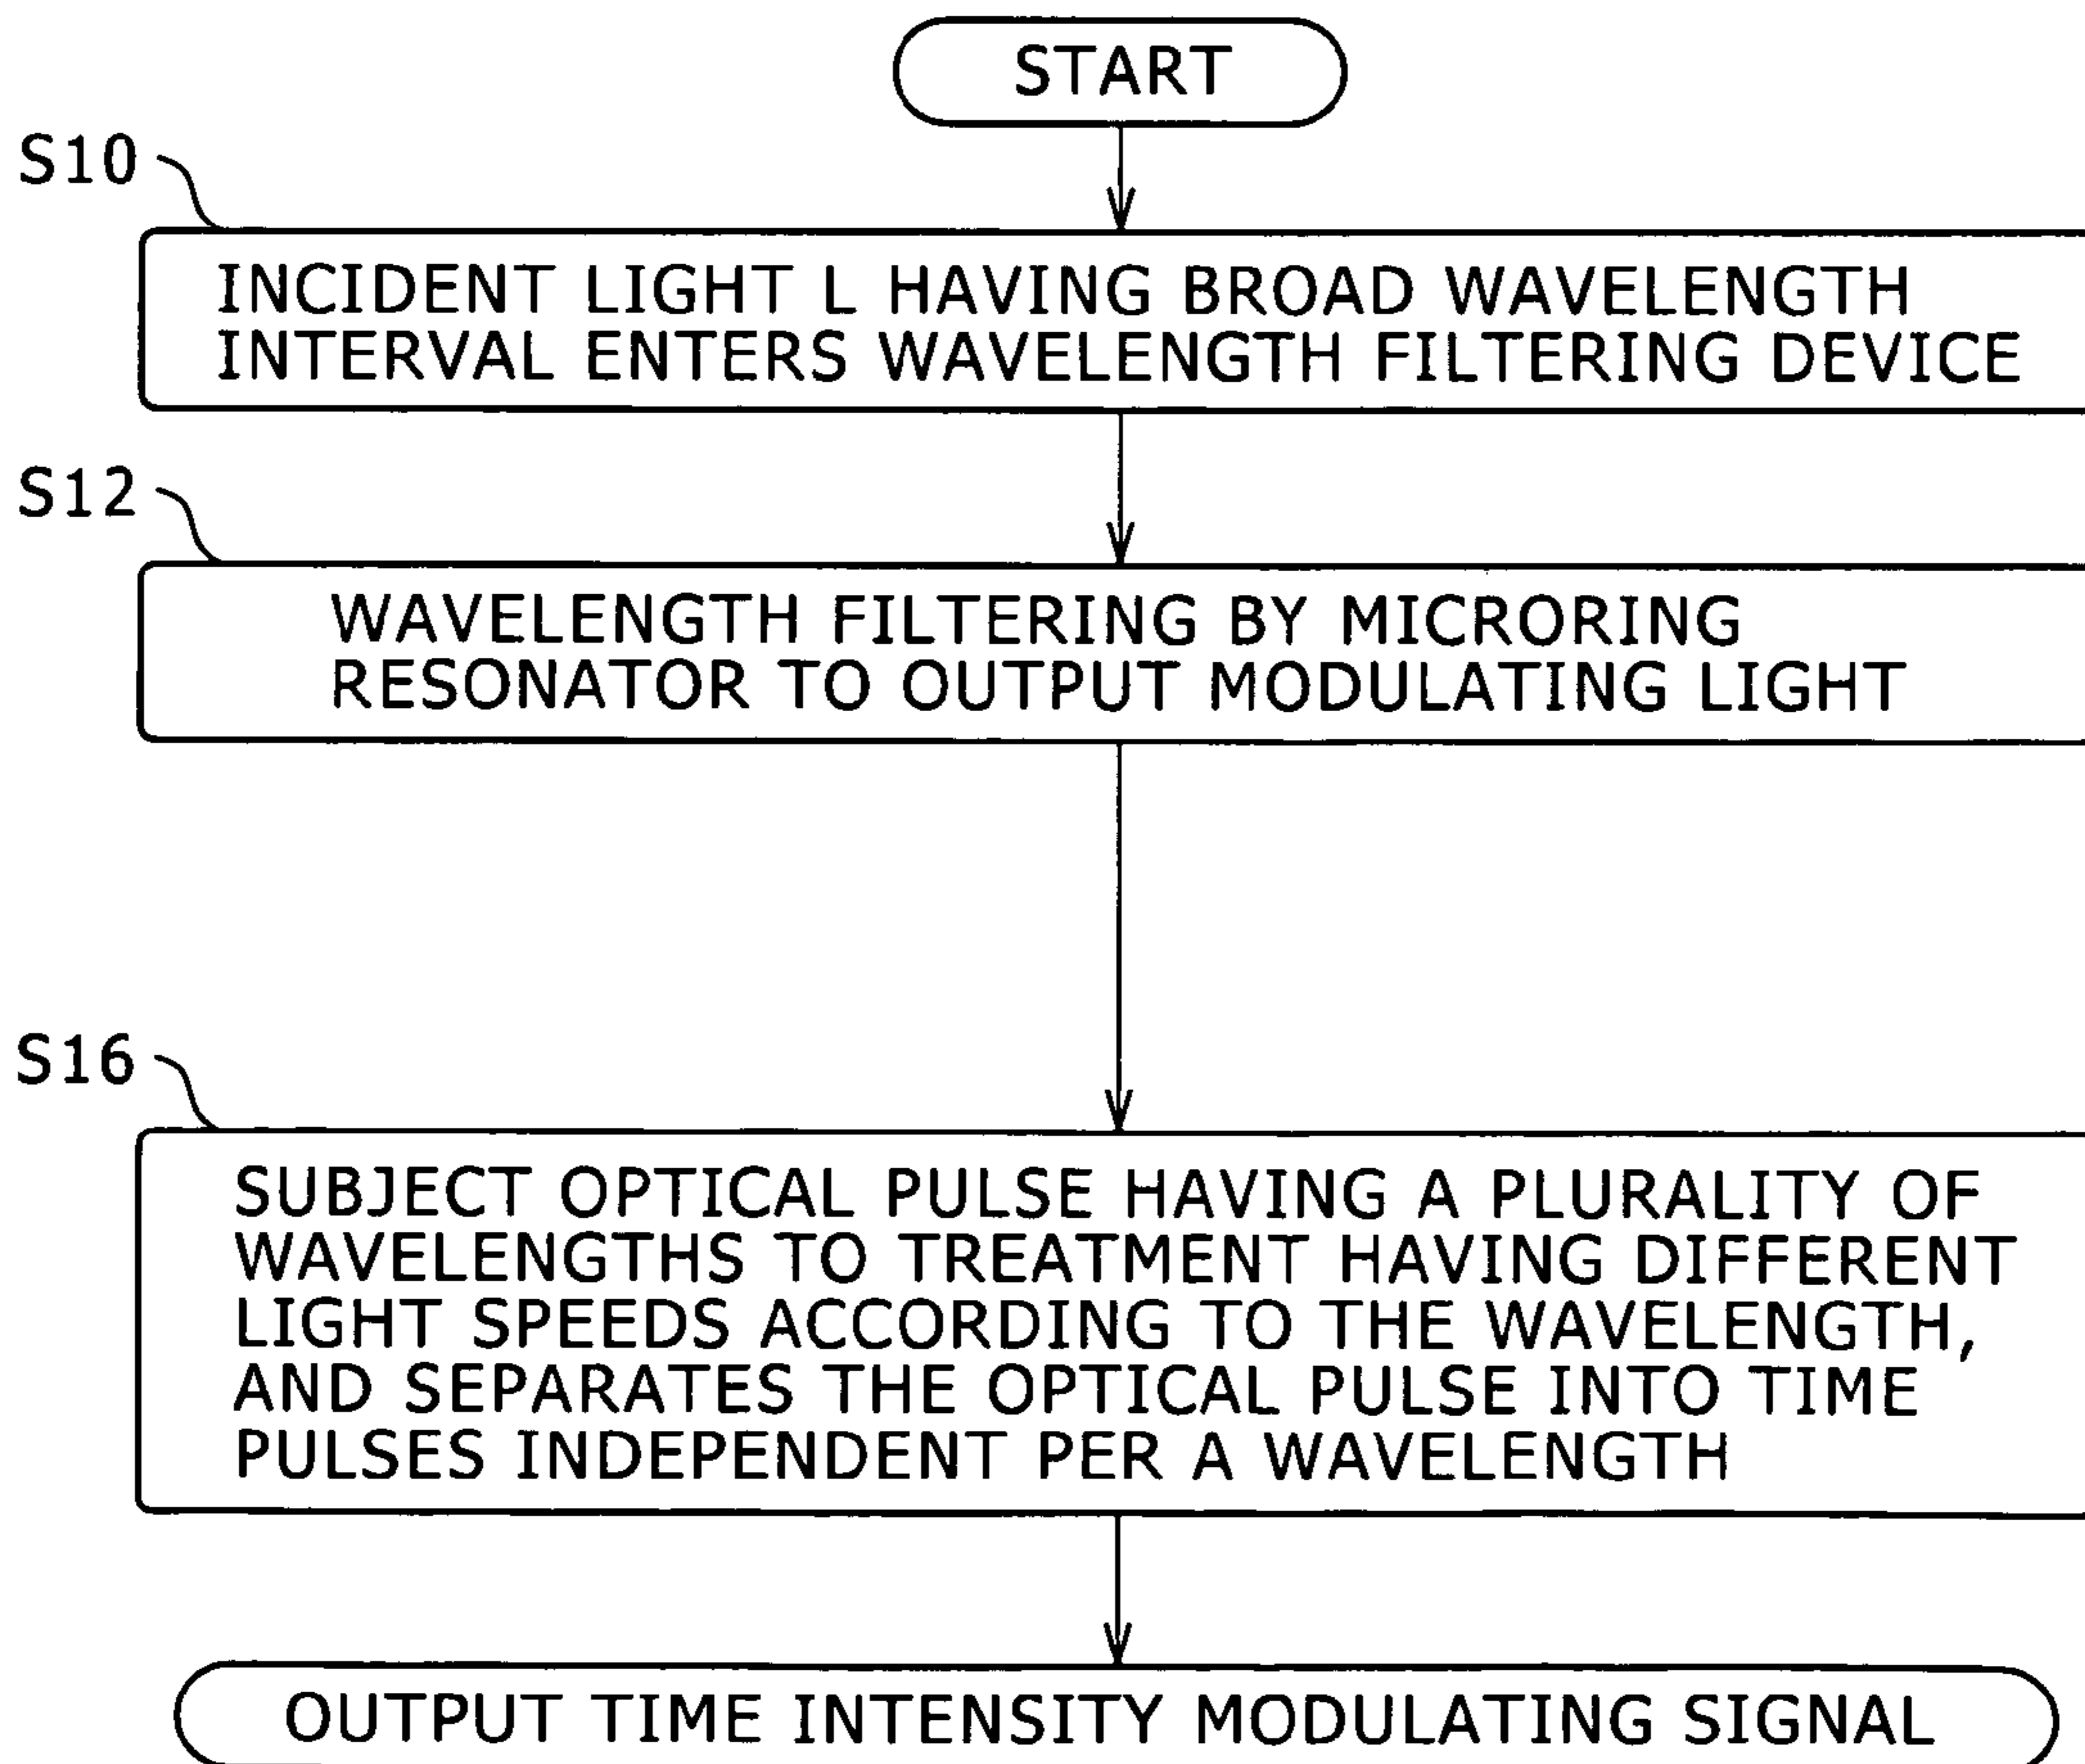 START
S10
INCIDENT LIGHT L HAVING BROAD WAVELENGTH
INTERVAL ENTERS WAVELENGTH FILTERING DEVICE
S12
WAVELENGTH FILTERING BY MICRORING
RESONATOR TO OUTPUT MODULATING LIGHT
S16
SUBJECT OPTICAL PULSE HAVING A PLURALITY OF
WAVELENGTHS TO TREATMENT HAVING DIFFERENT
LIGHT SPEEDS ACCORDING TO THE WAVELENGTH,
AND SEPARATES THE OPTICAL PULSE INTO TIME
PULSES INDEPENDENT PER A WAVELENGTH
OUTPUT TIME INTENSITY MODULATING SIGNAL